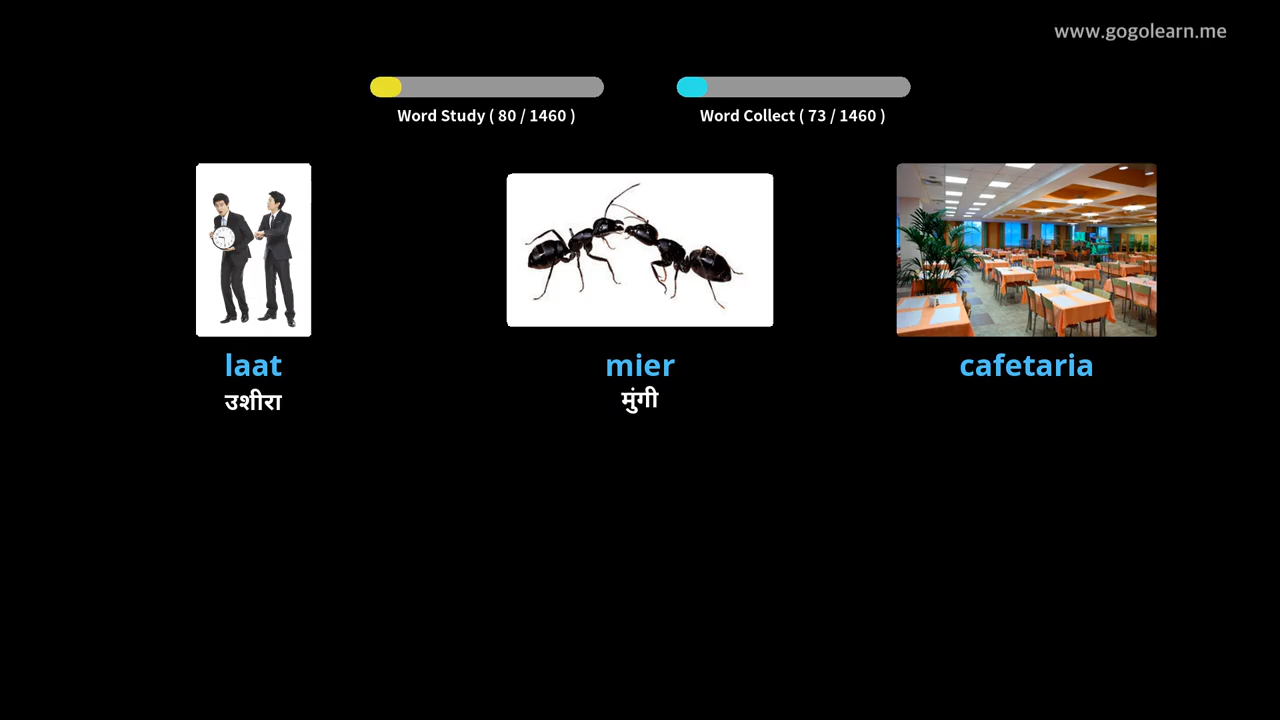 www.gogolearn.me
Word Study ( 80 / 1460 )
Word Collect ( 73 / 1460 )
laat
उशीरा
mier
मुंगी
cafetaria